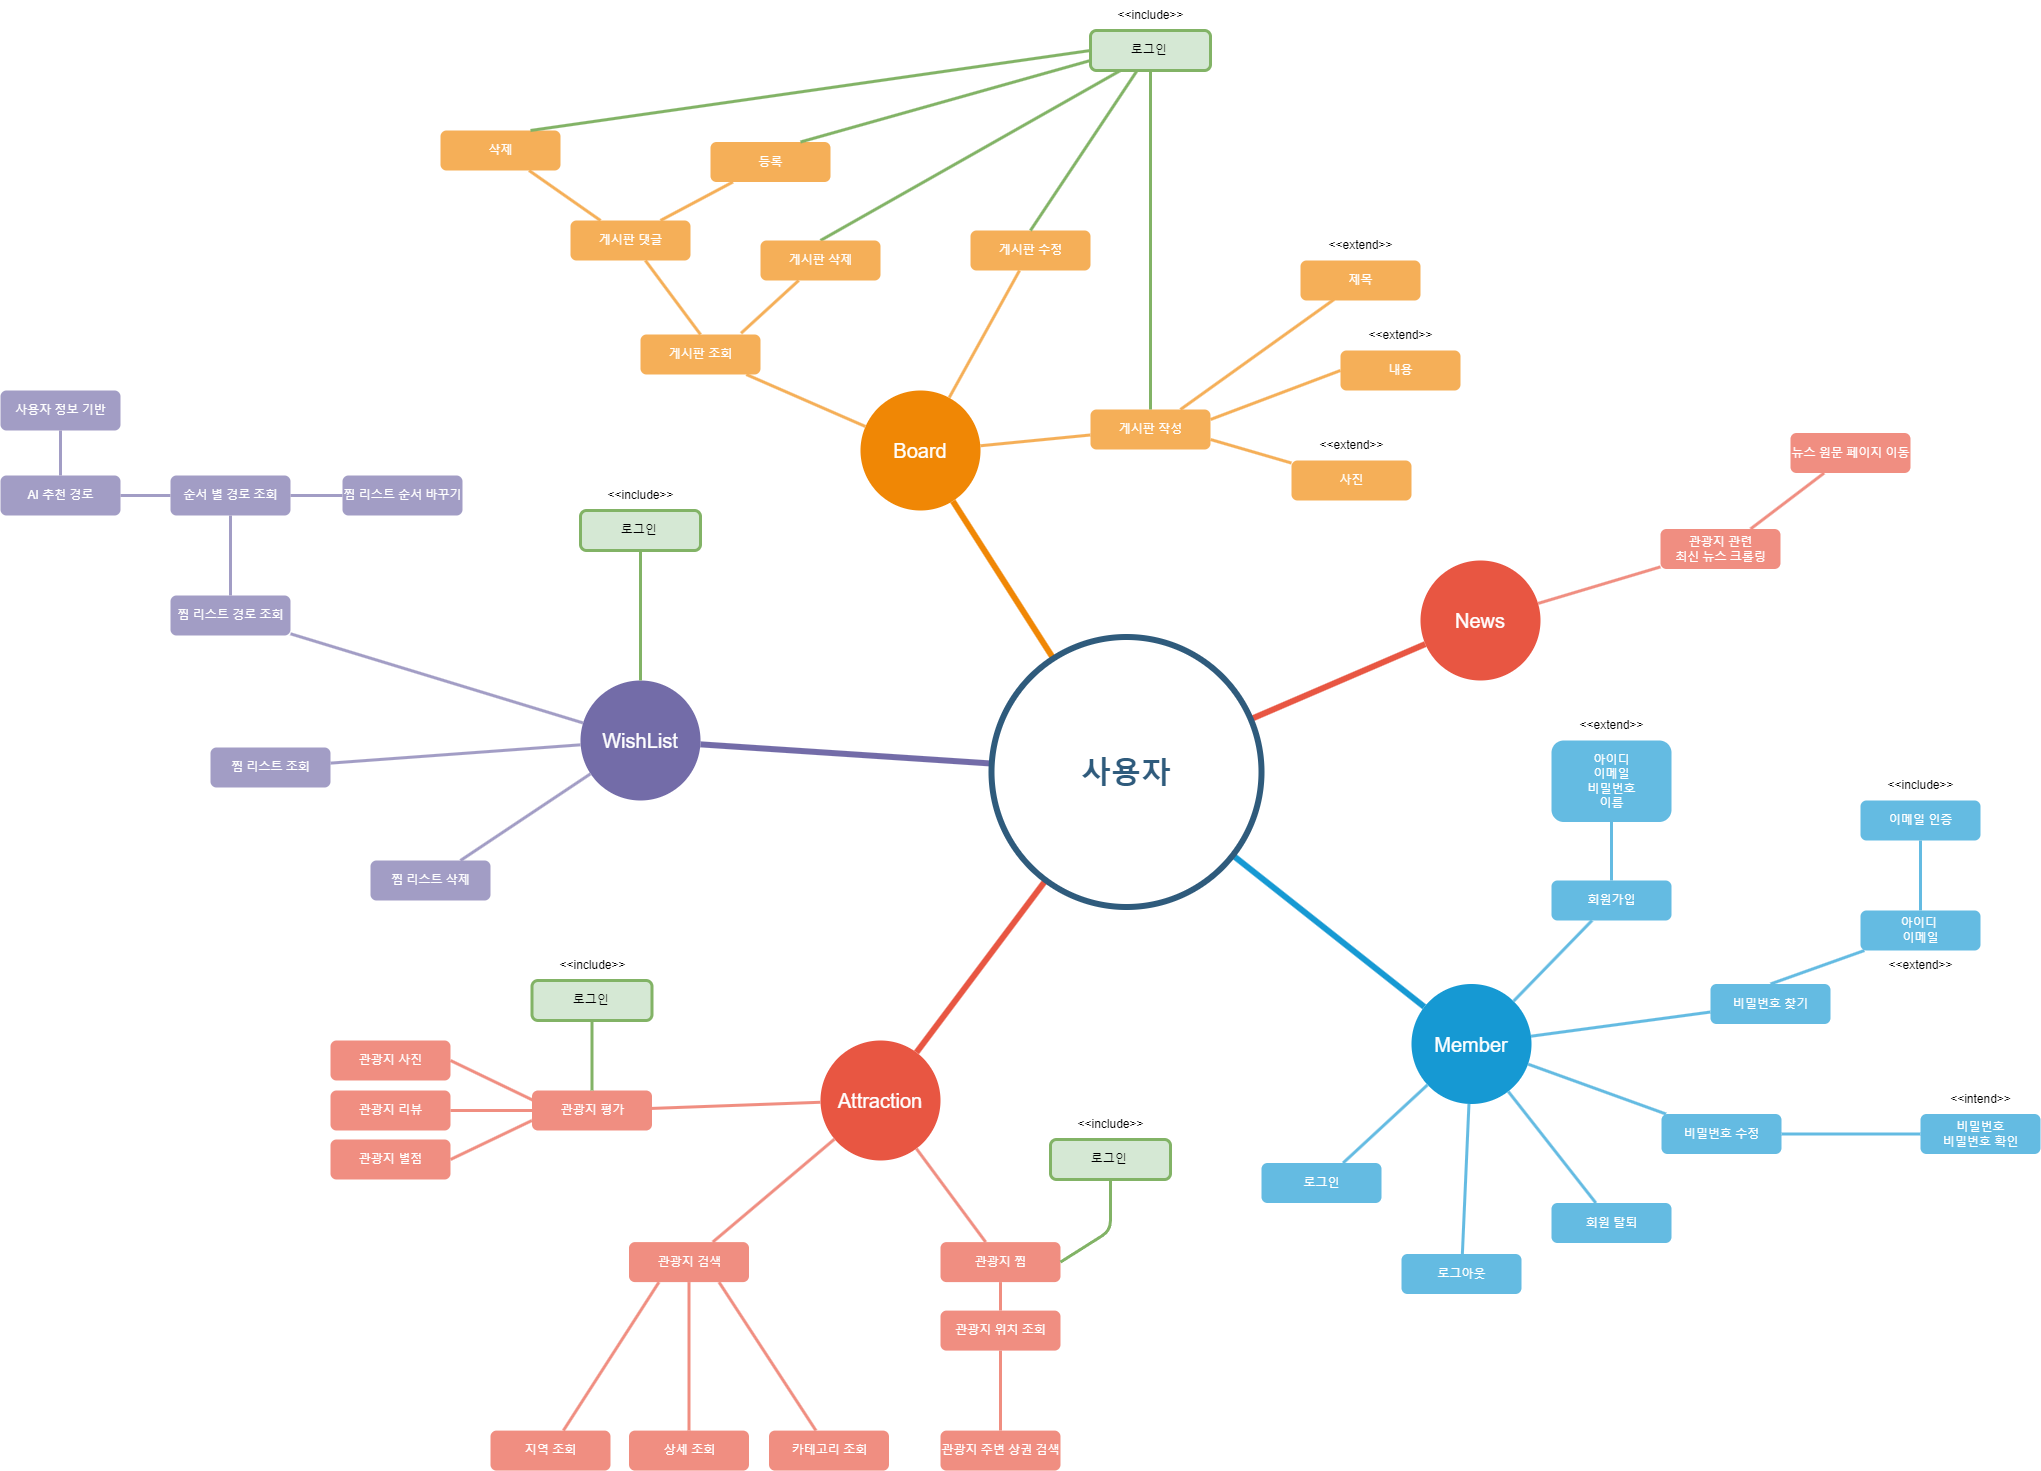 <<include>>
로그인
삭제
등록
게시판 댓글
게시판 삭제
게시판 수정
<<extend>>
제목
<<extend>>
내용
게시판 조회
게시판 작성
<<extend>>
사진
Board
사용자 정보 기반
AI 추천 경로
순서 별 경로 조회
찜 리스트 순서 바꾸기
<<include>>
로그인
찜 리스트 경로 조회
WishList
찜 리스트 조회
찜 리스트 삭제
뉴스 원문 페이지 이동
관광지 관련
최신 뉴스 크롤링
News
사용자
<<extend>>
아이디
이메일
비밀번호
이름
회원가입
<<include>>
이메일 인증
아이디
이메일
<<extend>>
비밀번호 찾기
Member
<<intend>>
비밀번호
비밀번호 확인
비밀번호 수정
로그인
회원 탈퇴
로그아웃
<<include>>
로그인
관광지 사진
관광지 리뷰
관광지 별점
관광지 평가
Attraction
<<include>>
로그인
관광지 검색
관광지 찜
관광지 위치 조회
지역 조회
상세 조회
카테고리 조회
관광지 주변 상권 검색